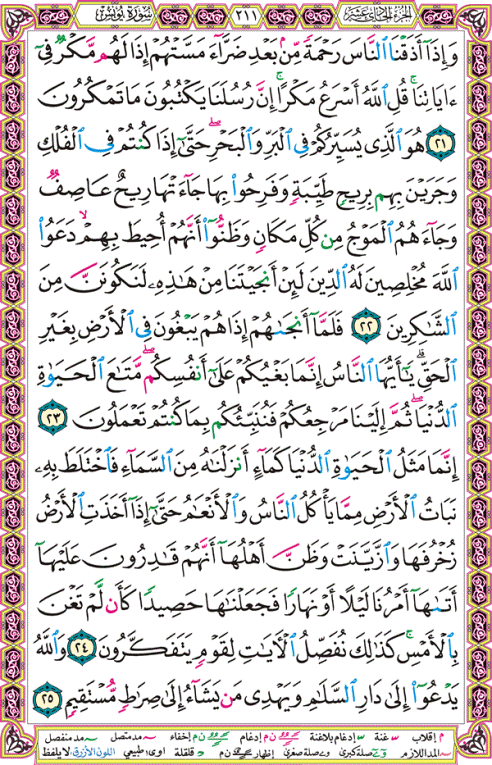 الجزء الحادي عشر ٢١١ سورة يونس
وَإِذَآ أَذَقْنَا ٱلنَّاسَ رَحْمَةً مِّنۢ بَعْدِ ضَرَّآءَ مَسَّتْهُمْ إِذَا لَهُم مَّكْرٌ فِىٓ
ءَايَاتِنَا ۚ قُلِ ٱللَّهُ أَسْرَعُ مَكْرًا ۚ إِنَّ رُسُلَنَا يَكْتُبُونَ مَا تَمْكُرُونَ
٢١ هُوَ ٱلَّذِى يُسَيِّرُكُمْ فِى ٱلْبَرِّ وَٱلْبَحْرِ ۖ حَتَّىٰٓ إِذَا كُنتُمْ فِى ٱلْفُلْكِ
وَجَرَيْنَ بِهِم بِرِيحٍ طَيِّبَةٍ وَفَرِحُوا۟ بِهَا جَآءَتْهَا رِيحٌ عَاصِفٌ
وَجَآءَهُمُ ٱلْمَوْجُ مِن كُلِّ مَكَانٍ وَظَنُّوٓا۟ أَنَّهُمْ أُحِيطَ بِهِمْ ۙ دَعَوُا۟
ٱللَّهَ مُخْلِصِينَ لَهُ ٱلدِّينَ لَئِنْ أَنجَيْتَنَا مِنْ هَٰذِهِۦ لَنَكُونَنَّ مِنَ
ٱلشَّٰكِرِينَ ٢٢ فَلَمَّآ أَنجَىٰهُمْ إِذَا هُمْ يَبْغُونَ فِى ٱلْأَرْضِ بِغَيْرِ
ٱلْحَقِّ ۗ يَٰٓأَيُّهَا ٱلنَّاسُ إِنَّمَا بَغْيُكُمْ عَلَىٰٓ أَنفُسِكُم ۖ مَّتَٰعَ ٱلْحَيَوٰةِ
ٱلدُّنْيَا ۖ ثُمَّ إِلَيْنَا مَرْجِعُكُمْ فَنُنَبِّئُكُم بِمَا كُنتُمْ تَعْمَلُونَ ٢٣
إِنَّمَا مَثَلُ ٱلْحَيَوٰةِ ٱلدُّنْيَا كَمَآءٍ أَنزَلْنَٰهُ مِنَ ٱلسَّمَآءِ فَٱخْتَلَطَ بِهِۦ
نَبَاتُ ٱلْأَرْضِ مِمَّا يَأْكُلُ ٱلنَّاسُ وَٱلْأَنْعَٰمُ حَتَّىٰٓ إِذَآ أَخَذَتِ ٱلْأَرْضُ
زُخْرُفَهَا وَٱزَّيَّنَتْ وَظَنَّ أَهْلُهَآ أَنَّهُمْ قَٰدِرُونَ عَلَيْهَآ
أَتَىٰهَآ أَمْرُنَا لَيْلًا أَوْ نَهَارًا فَجَعَلْنَٰهَا حَصِيدًا كَأَن لَّمْ تَغْنَ
بِٱلْأَمْسِ ۚ كَذَٰلِكَ نُفَصِّلُ ٱلْءَايَٰتِ لِقَوْمٍ يَتَفَكَّرُونَ ٢٤ وَٱللَّهُ
يَدْعُوٓا۟ إِلَىٰ دَارِ ٱلسَّلَٰمِ وَيَهْدِى مَن يَشَآءُ إِلَىٰ صِرَٰطٍ مُّسْتَقِيمٍ ٢٥
م إقلاب غنة إدغام بلاغنة ن م إدغام ن م إخفاء مد متصل مد منفصل
المد اللازم صلة كبرى صلة صغرى إظهار ن م قلقلة اوى: طبيعي اللون الأزرق: لا يلفظ